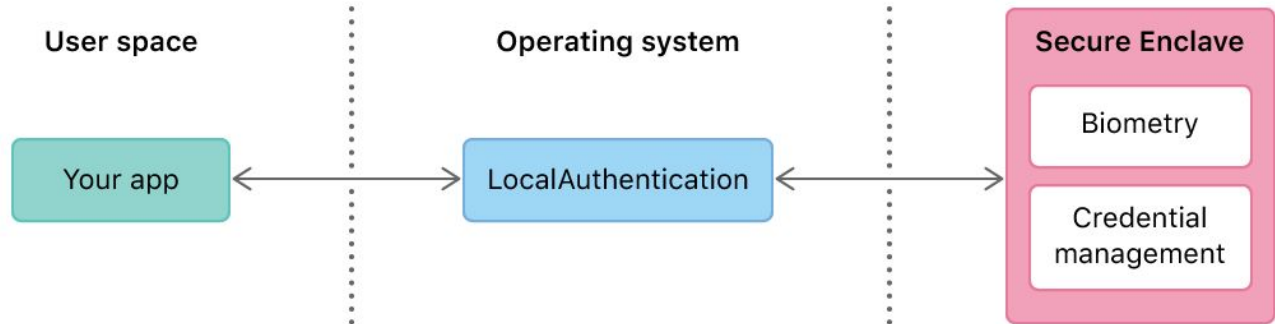 User space
Operating system
Secure Enclave
Your app
LocalAuthentication
Biometry
Credential
management